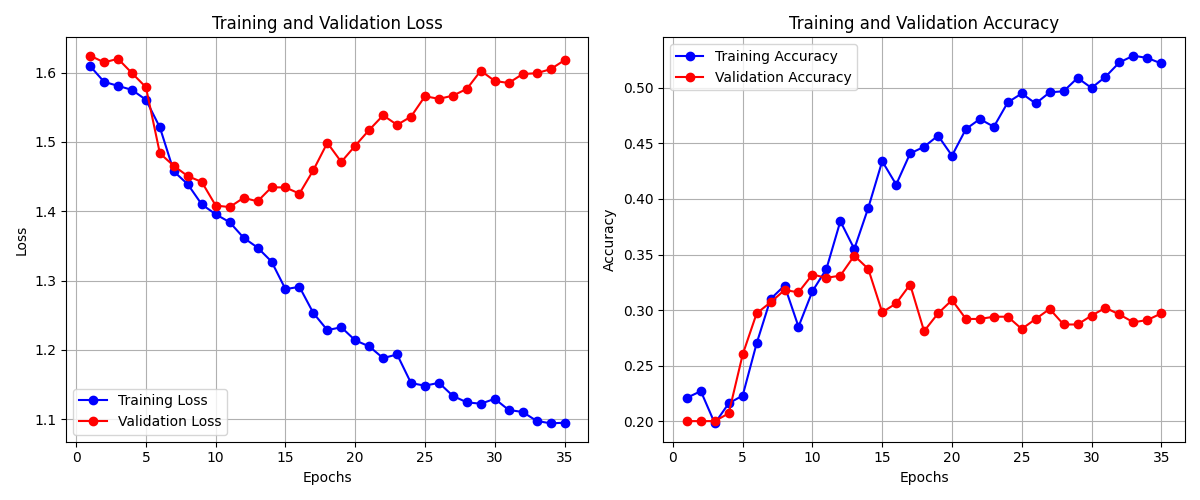 Training and Validation Loss
Loss
1.6
1.5
1.4
1.3
1.2
1.1
Training Loss
Validation Loss
0 5 10 15 20 25 30 35
Epochs
Training and Validation Accuracy
Accuracy
Training Accuracy
Validation Accuracy
0.50
0.45
0.40
0.35
0.30
0.25
0.20
0 5 10 15 20 25 30 35
Epochs